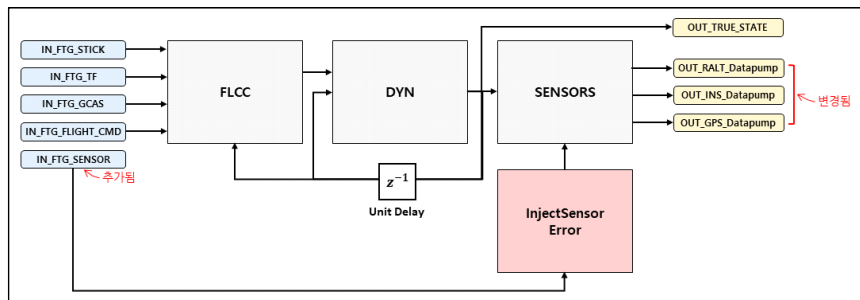 IN_FTG_STICK
IN_FTG_TF
IN_FTG_GCAS
IN_FTG_FLIGHT_CMD
IN_FTG_SENSOR
추가됨
FLCC
DYN
SENSORS
z⁻¹
Unit Delay
InjectSensor
Error
OUT_TRUE_STATE
OUT_RALT_Datapump
OUT_INS_Datapump
OUT_GPS_Datapump
변경됨